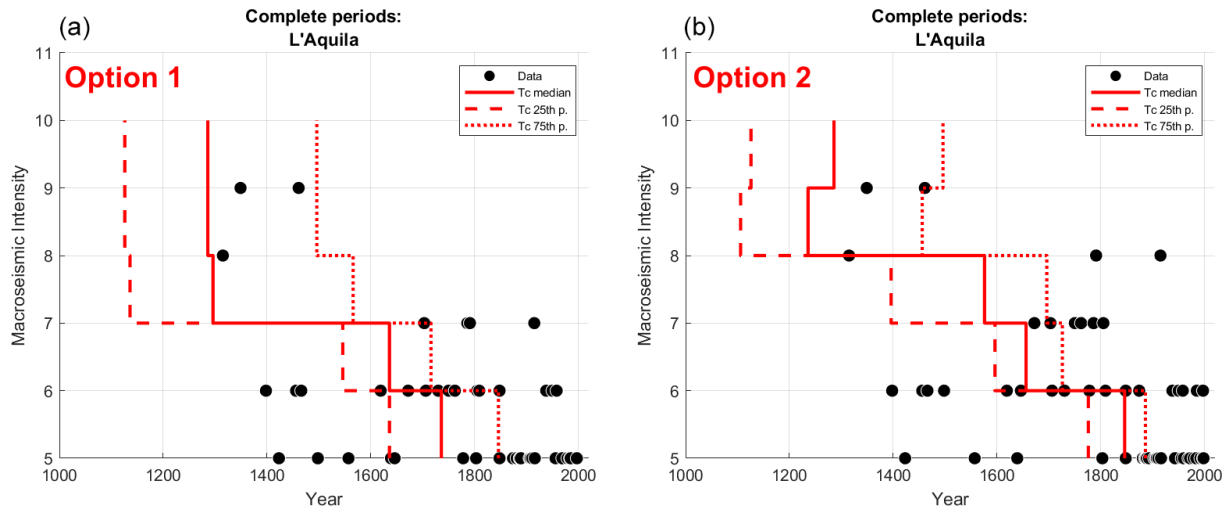 (a)
Complete periods:
L'Aquila
Option 1
Data
Tc median
Tc 25th p.
Tc 75th p.
11
10
9
8
7
6
5
Macroseismic Intensity
1000
1200
1400
1600
1800
2000
Year
(b)
Complete periods:
L'Aquila
Option 2
Data
Tc median
Tc 25th p.
Tc 75th p.
11
10
9
8
7
6
5
Macroseismic Intensity
1000
1200
1400
1600
1800
2000
Year